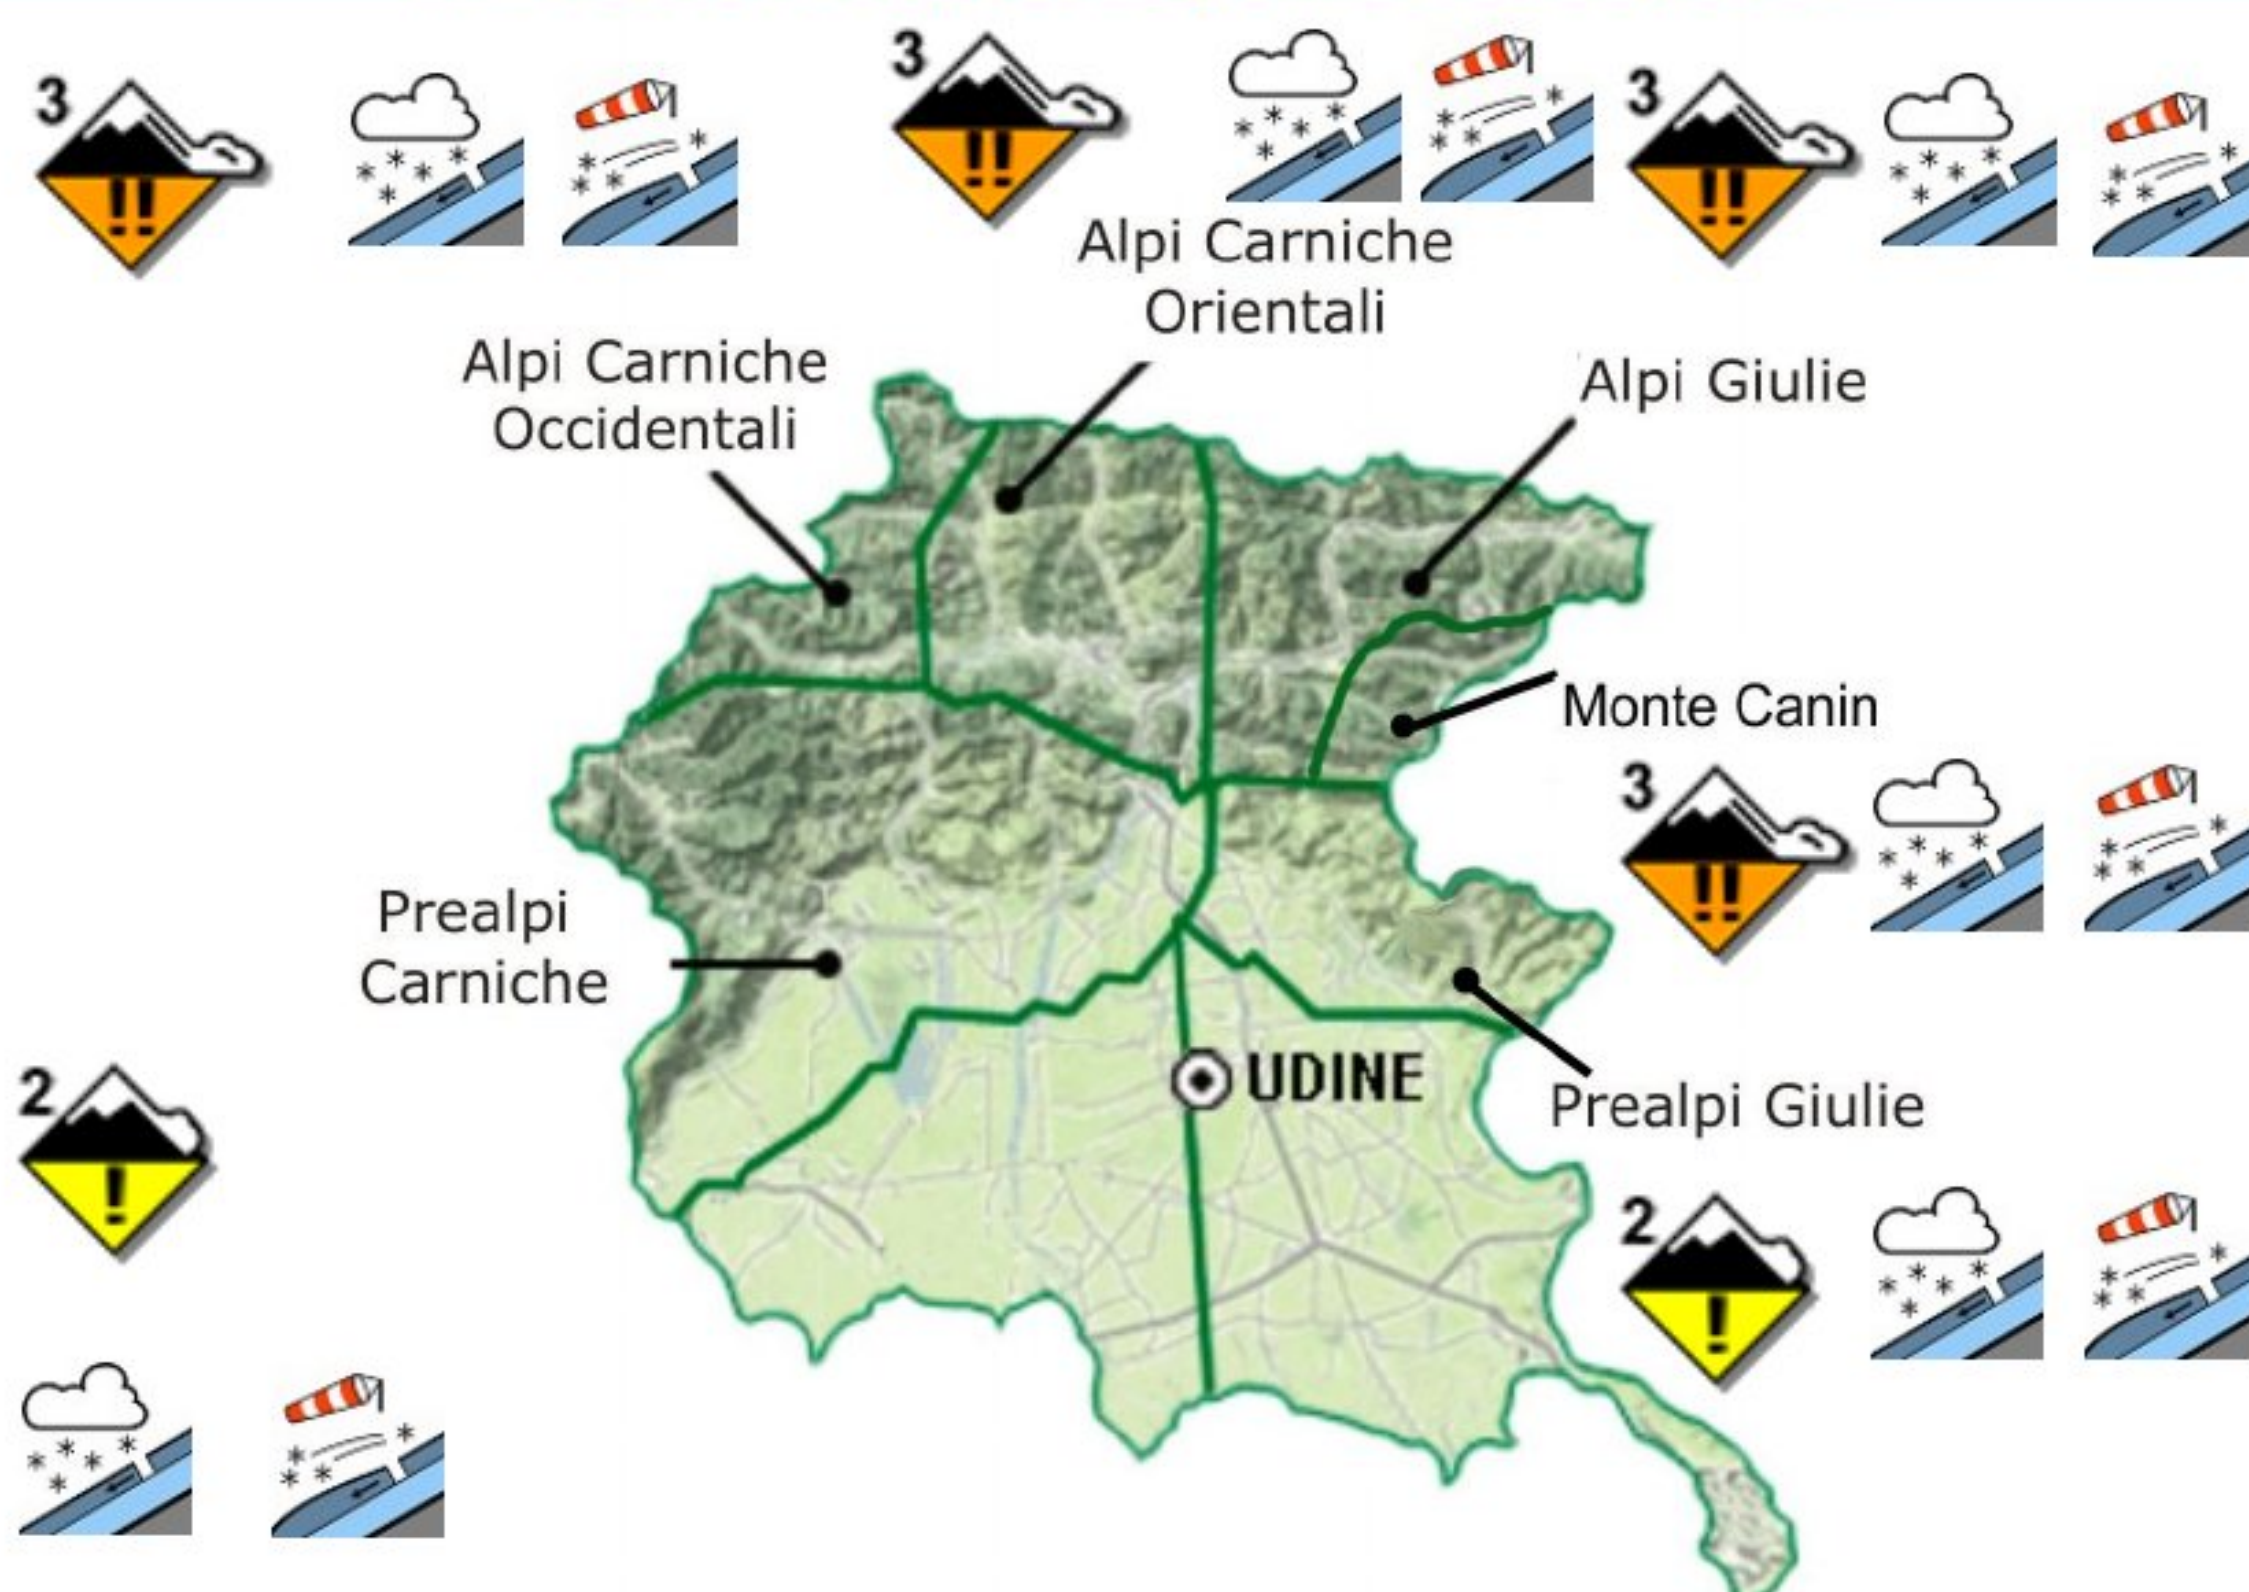 3
!!
3
!!
3
!!
Alpi Carniche
Orientali
Alpi Carniche
Occidentali
Alpi Giulie
Monte Canin
3
!!
Prealpi
Carniche
2
!
UDINE
Prealpi Giulie
2
!